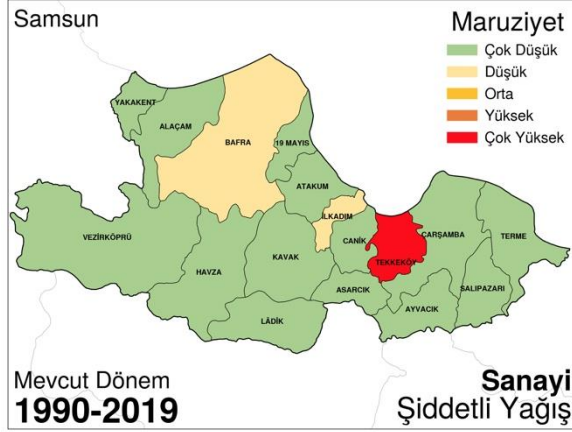 Samsun
Maruziyet
Çok Düşük
Düşük
Orta
Yüksek
Çok Yüksek
YAKAKENT
ALAÇAM
BAFRA
19 MAYIS
ATAKUM
İLKADIM
CANİK
TEKKEKÖY
ÇARŞAMBA
TERME
VEZİRKÖPRÜ
HAVZA
KAVAK
ASARCIK
SALIPAZARI
AYVACIK
LÂDİK
Mevcut Dönem
1990-2019
Sanayi
Şiddetli Yağış